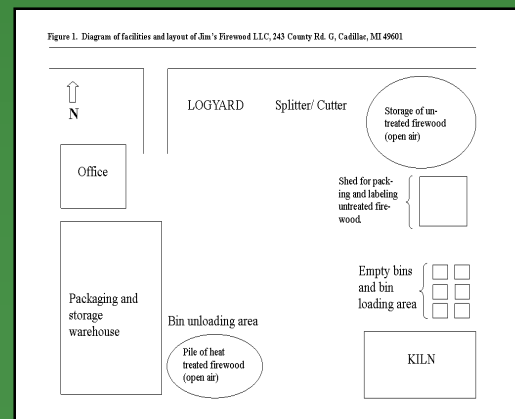 Figure 1. Diagram of facilities and layout of Jim's Firewood LLC, 243 County Rd. G, Cadillac, MI 49601
N
LOGYARD
Splitter/ Cutter
Storage of un-
treated firewood
(open air)
Office
Shed for pack-
ing and labeling
untreated fire-
wood.
Packaging and
storage
warehouse
Bin unloading area
Pile of heat
treated firewood
(open air)
Empty bins
and bin
loading area
KILN